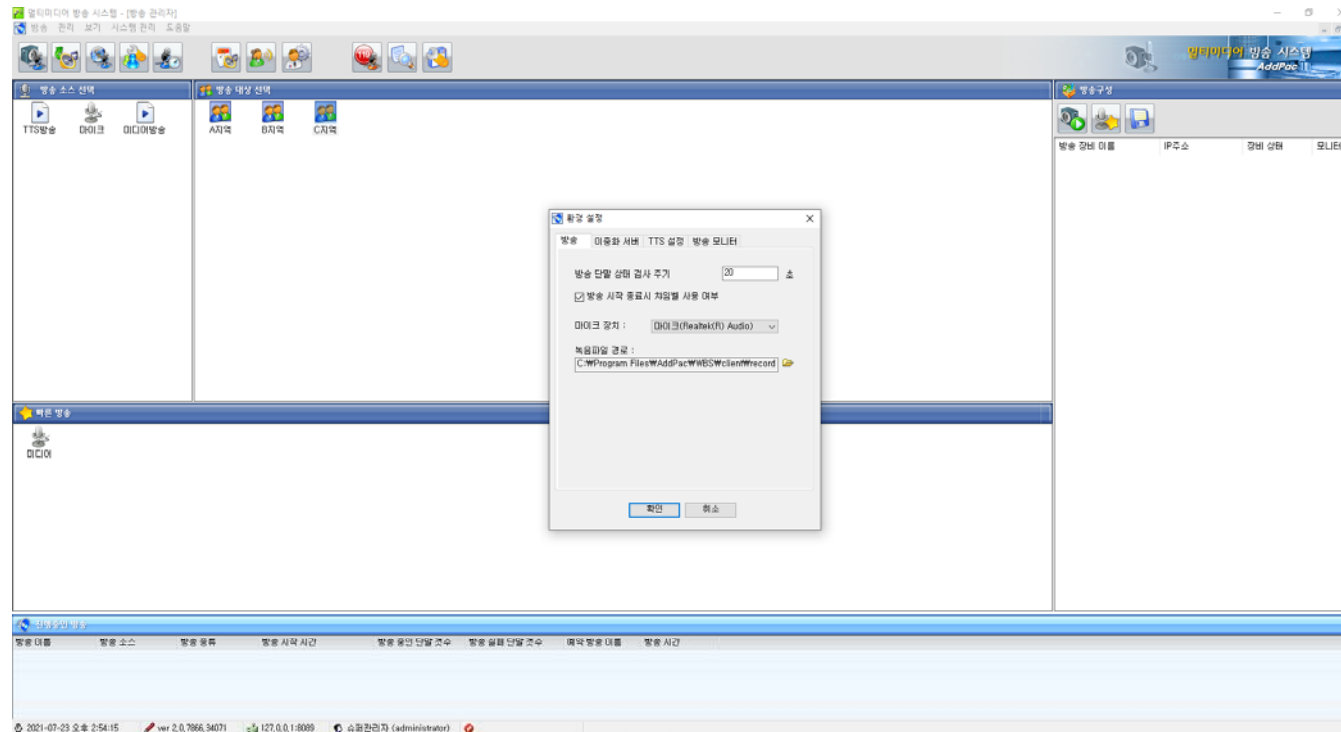 멀티미디어 방송 시스템 - [방송 관리자]
방송 관리 보기 시스템 관리 도움말
멀티미디어 방송 시스템
AddPac
방송 소스 선택
방송 대상 선택
방송구성
TTS방송 마이크 미디어방송
A지역 B지역 C지역
방송 장비 이름 IP주소 장비 상태 모니터
환경 설정
방송 이중화 서버 TTS 설정 방송 모니터
방송 단말 상태 검사 주기 20 초
방송 시작 종료시 차임벨 사용 여부
마이크 장치 : 마이크(Realtek(R) Audio)
녹음파일 경로 :
C:₩Program Files₩AddPac₩WBS₩client₩record
확인 취소
빠른 방송
미디어
진행중인 방송
방송 이름 방송 소스 방송 종류 방송 시작 시간 방송 중인 단말 갯수 방송 실패 단말 갯수 예약 방송 이름 방송 시간
2021-07-23 오후 2:54:15 ver 2.0.7866.34071 127.0.0.1:8089 슈퍼관리자 (administrator)